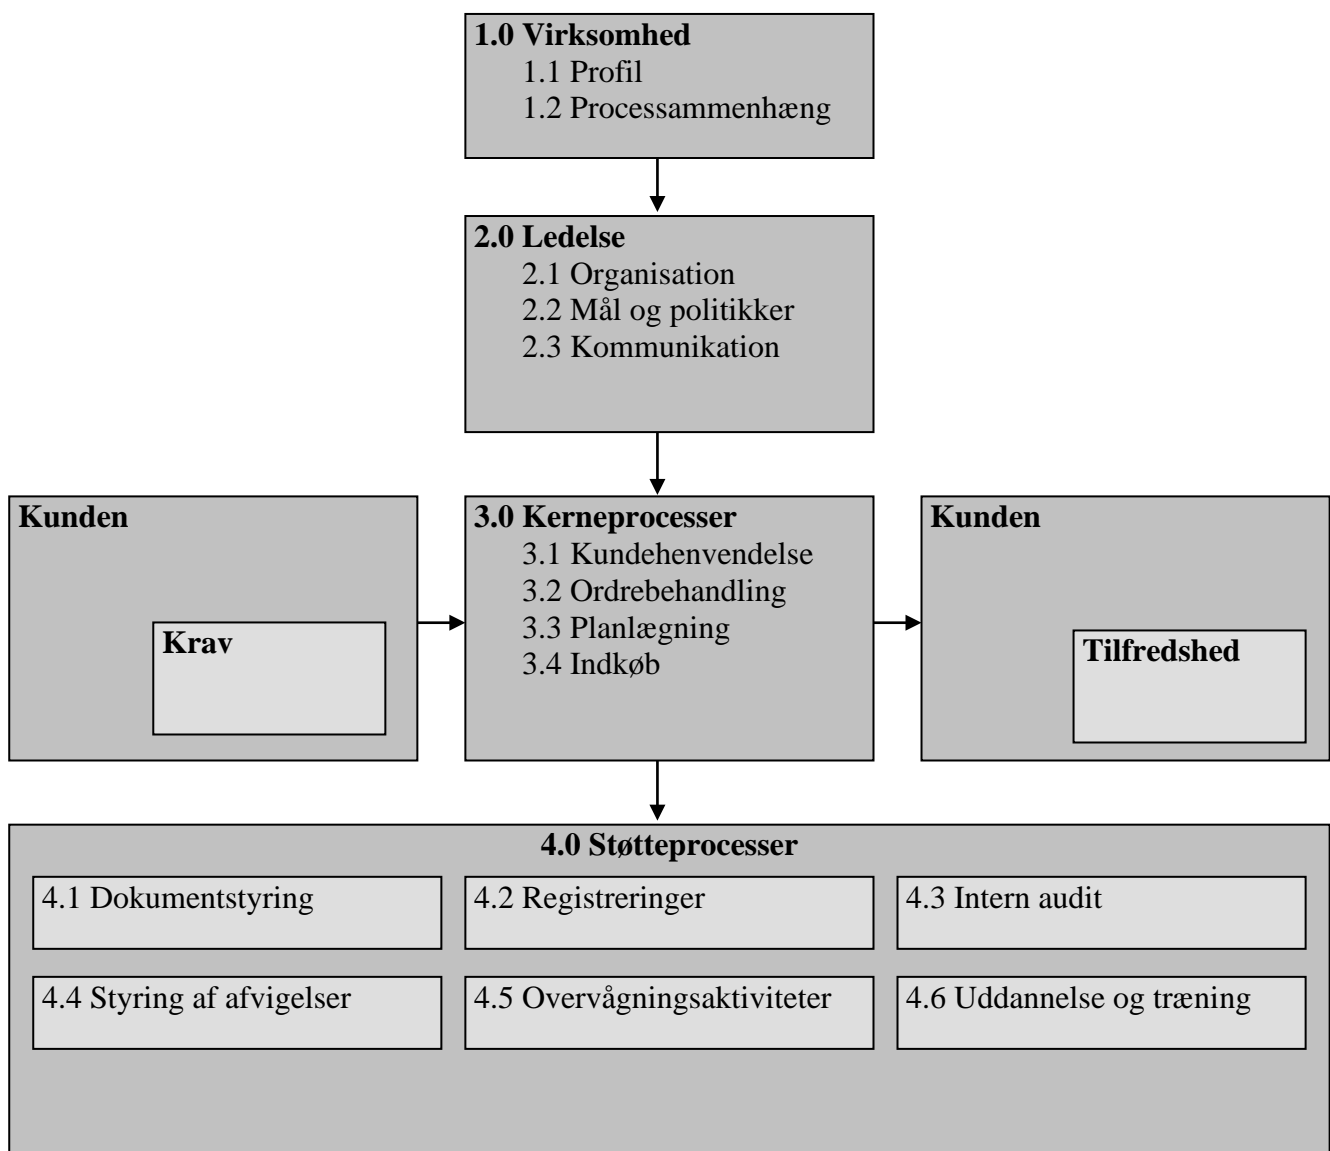 1.0 Virksomhed
1.1 Profil
1.2 Processammenhæng
2.0 Ledelse
2.1 Organisation
2.2 Mål og politikker
2.3 Kommunikation
Kunden
Krav
3.0 Kerneprocesser
3.1 Kundehenvendelse
3.2 Ordrebehandling
3.3 Planlægning
3.4 Indkøb
Kunden
Tilfredshed
4.0 Støtteprocesser
4.1 Dokumentstyring
4.2 Registreringer
4.3 Intern audit
4.4 Styring af afvigelser
4.5 Overvågningsaktiviteter
4.6 Uddannelse og træning